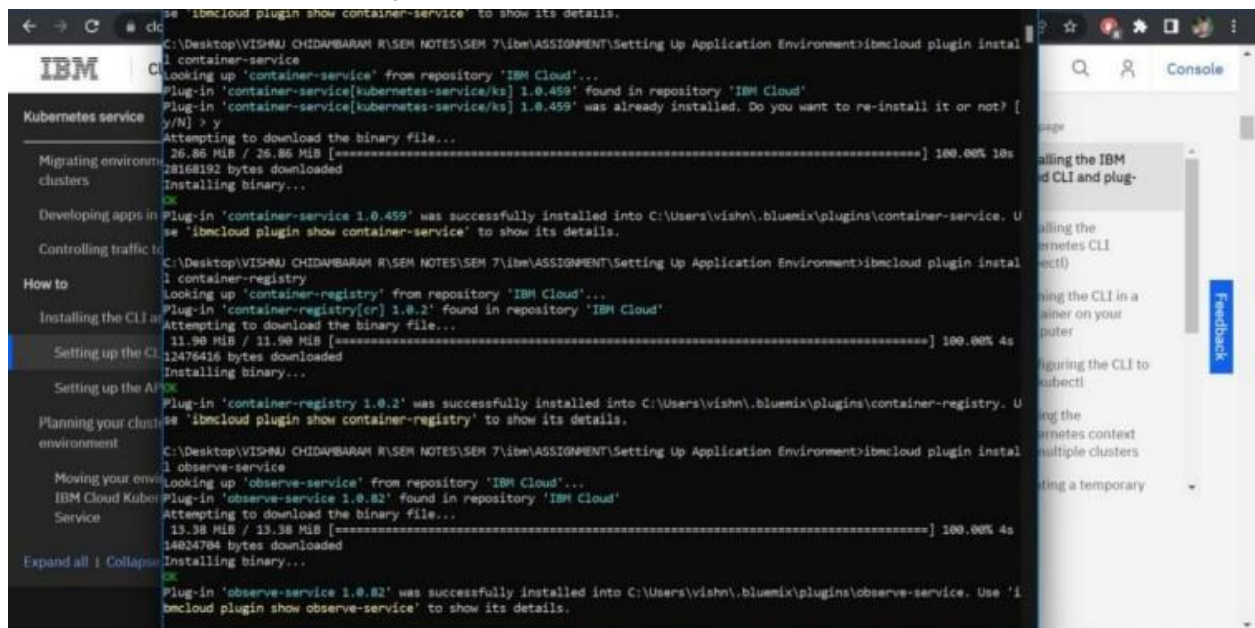 se 'ibmcloud plugin show container-service' to show its details.
C:\Desktop\VISHNU CHIDAMBARAM R\SEM NOTES\SEM 7\ibm\ASSIGNMENT\Setting Up Application Environment>ibmcloud plugin instal
l container-service
Looking up 'container-service' from repository 'IBM Cloud'...
Plug-in 'container-service[kubernetes-service/ks] 1.0.459' found in repository 'IBM Cloud'
Plug-in 'container-service[kubernetes-service/ks] 1.0.459' was already installed. Do you want to re-install it or not? [
y/N] > y
Attempting to download the binary file...
26.86 MiB / 26.86 MiB [==================================================] 100.00% 10s
28168192 bytes downloaded
Installing binary...
OK
Plug-in 'container-service 1.0.459' was successfully installed into C:\Users\vishn\.bluemix\plugins\container-service. U
se 'ibmcloud plugin show container-service' to show its details.
C:\Desktop\VISHNU CHIDAMBARAM R\SEM NOTES\SEM 7\ibm\ASSIGNMENT\Setting Up Application Environment>ibmcloud plugin instal
l container-registry
Looking up 'container-registry' from repository 'IBM Cloud'...
Plug-in 'container-registry[cr] 1.0.2' found in repository 'IBM Cloud'
Attempting to download the binary file...
11.90 MiB / 11.90 MiB [==================================================] 100.00% 4s
12476416 bytes downloaded
Installing binary...
OK
Plug-in 'container-registry 1.0.2' was successfully installed into C:\Users\vishn\.bluemix\plugins\container-registry. U
se 'ibmcloud plugin show container-registry' to show its details.
C:\Desktop\VISHNU CHIDAMBARAM R\SEM NOTES\SEM 7\ibm\ASSIGNMENT\Setting Up Application Environment>ibmcloud plugin instal
l observe-service
Looking up 'observe-service' from repository 'IBM Cloud'...
Plug-in 'observe-service 1.0.82' found in repository 'IBM Cloud'
Attempting to download the binary file...
13.38 MiB / 13.38 MiB [==================================================] 100.00% 4s
14024704 bytes downloaded
Installing binary...
OK
Plug-in 'observe-service 1.0.82' was successfully installed into C:\Users\vishn\.bluemix\plugins\observe-service. Use 'i
bmcloud plugin show observe-service' to show its details.
IBM
Kubernetes service
Migrating environm
clusters
Developing apps in
Controlling traffic to
How to
Installing the CLI a
Setting up the CL
Setting up the AP
Planning your clust
environment
Moving your envi
IBM Cloud Kuber
Service
Expand all | Collapse
Console
page
alling the IBM
d CLI and plug-
alling the
ernetes CLI
ectl)
ning the CLI in a
ainer on your
puter
figuring the CLI to
kubectl
ng the
ernetes context
multiple clusters
ting a temporary
Feedback